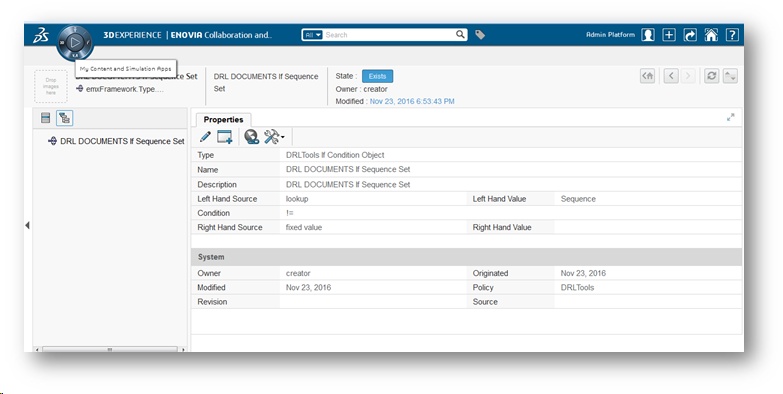 3DEXPERIENCE | ENOVIA Collaboration and..
All Search
Admin Platform
My Content and Simulation Apps
Drop images here
DRL DOCUMENTS If Sequence Set
emxFramework.Type....
DRL DOCUMENTS If Sequence Set
State : Exists
Owner : creator
Modified : Nov 23, 2016 6:53:43 PM
DRL DOCUMENTS If Sequence Set
Properties
Type DRLTools If Condition Object
Name DRL DOCUMENTS If Sequence Set
Description DRL DOCUMENTS If Sequence Set
Left Hand Source lookup Left Hand Value Sequence
Condition !=
Right Hand Source fixed value Right Hand Value
System
Owner creator Originated Nov 23, 2016
Modified Nov 23, 2016 Policy DRLTools
Revision Source